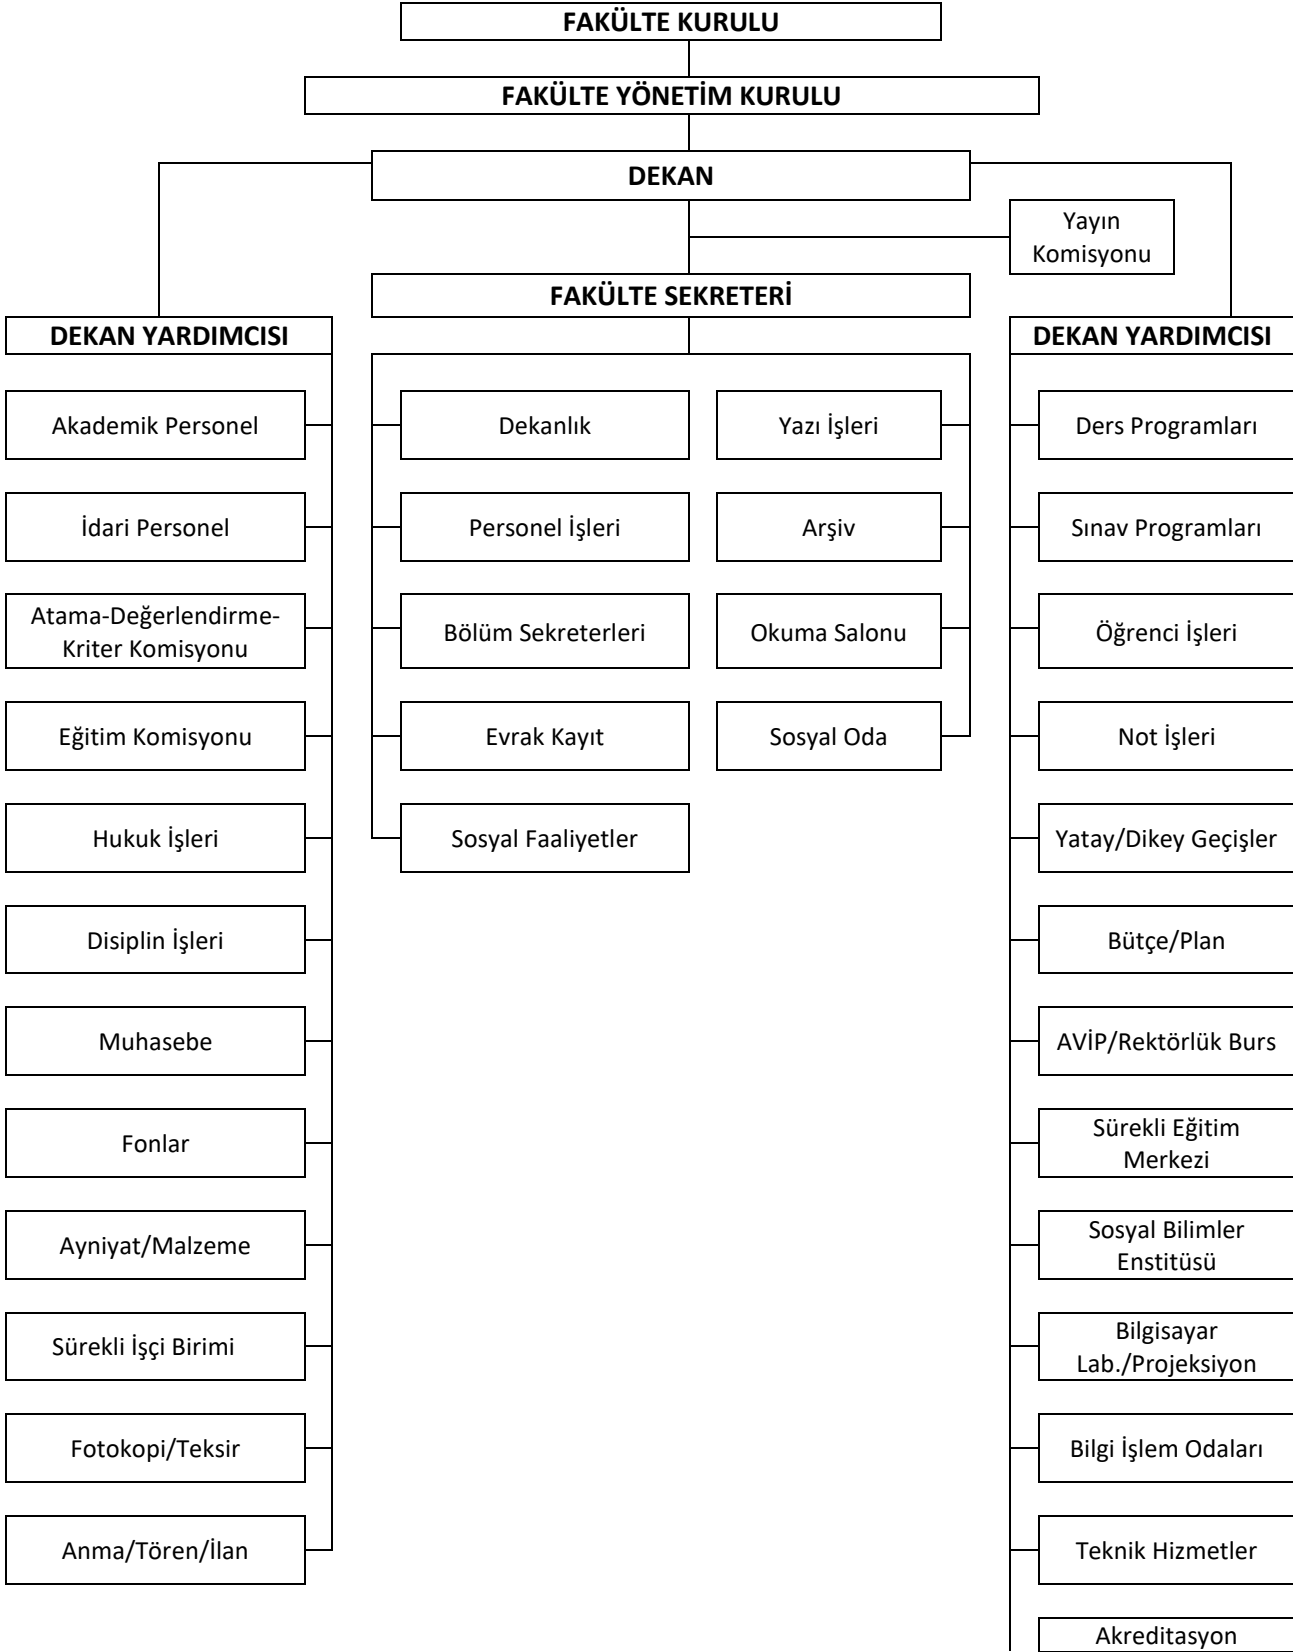 FAKÜLTE KURULU
FAKÜLTE YÖNETİM KURULU
DEKAN
Yayın
Komisyonu
FAKÜLTE SEKRETERİ
DEKAN YARDIMCISI
Akademik Personel
İdari Personel
Atama-Değerlendirme-
Kriter Komisyonu
Eğitim Komisyonu
Hukuk İşleri
Disiplin İşleri
Muhasebe
Fonlar
Ayniyat/Malzeme
Sürekli İşçi Birimi
Fotokopi/Teksir
Anma/Tören/İlan
Dekanlık
Personel İşleri
Bölüm Sekreterleri
Evrak Kayıt
Sosyal Faaliyetler
Yazı İşleri
Arşiv
Okuma Salonu
Sosyal Oda
DEKAN YARDIMCISI
Ders Programları
Sınav Programları
Öğrenci İşleri
Not İşleri
Yatay/Dikey Geçişler
Bütçe/Plan
AVİP/Rektörlük Burs
Sürekli Eğitim
Merkezi
Sosyal Bilimler
Enstitüsü
Bilgisayar
Lab./Projeksiyon
Bilgi İşlem Odaları
Teknik Hizmetler
Akreditasyon